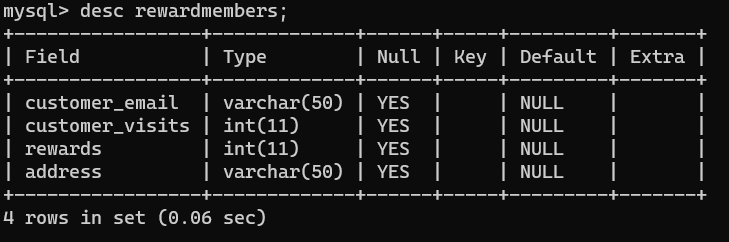 mysql> desc rewardmembers;
+-----------------+-------------+------+-----+---------+-------+
| Field           | Type        | Null | Key | Default | Extra |
+-----------------+-------------+------+-----+---------+-------+
| customer_email  | varchar(50) | YES  |     | NULL    |       |
| customer_visits | int(11)     | YES  |     | NULL    |       |
| rewards         | int(11)     | YES  |     | NULL    |       |
| address         | varchar(50) | YES  |     | NULL    |       |
+-----------------+-------------+------+-----+---------+-------+
4 rows in set (0.06 sec)